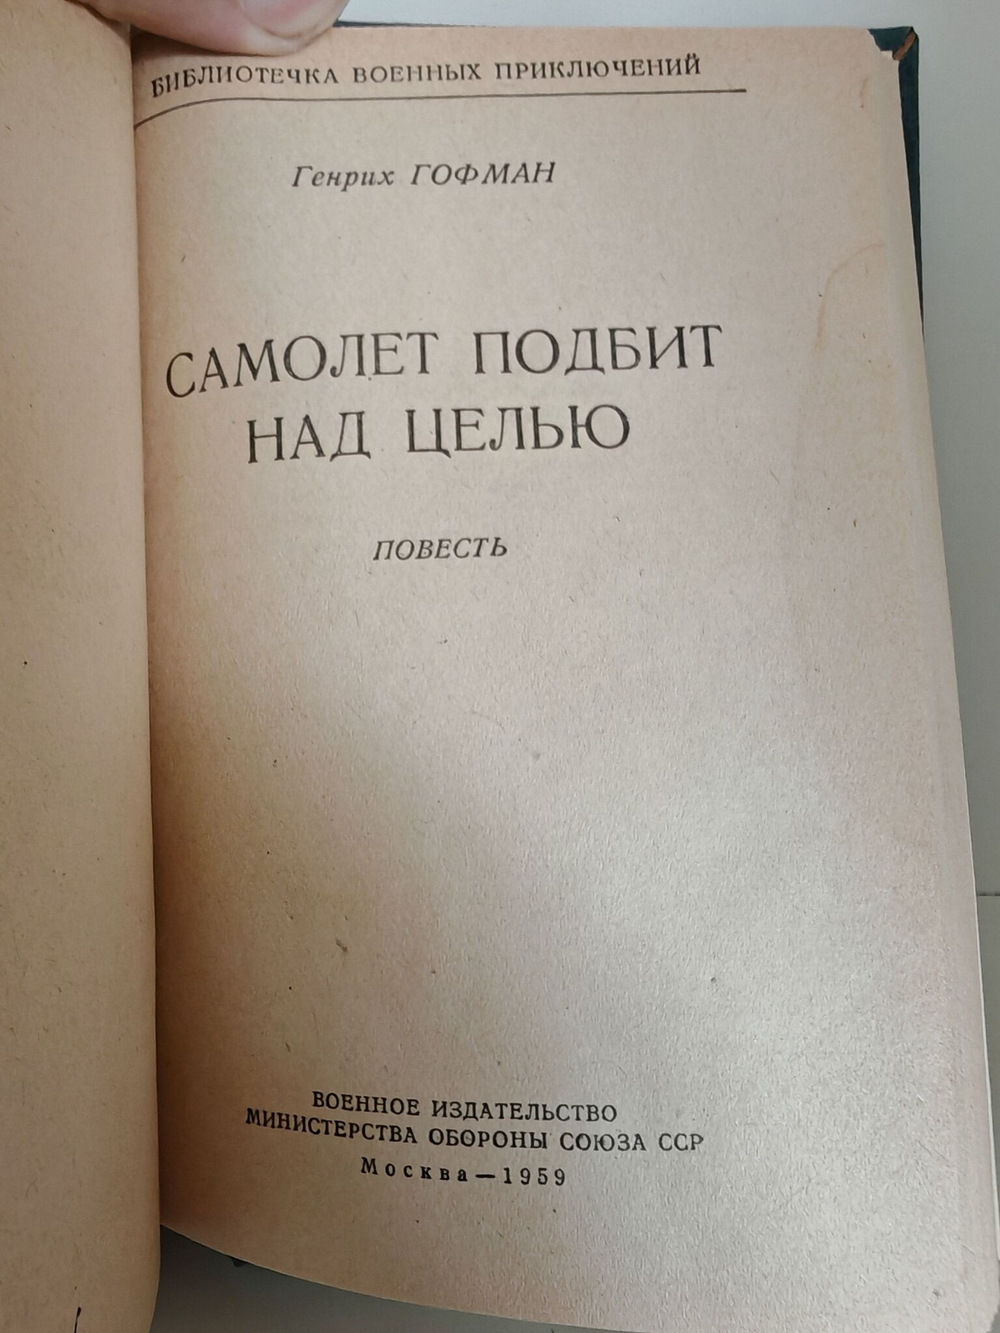 БИБЛИОТЕЧКА ВОЕННЫХ ПРИКЛЮЧЕНИЙ
Генрих ГОФМАН
САМОЛЕТ ПОДБИТ
НАД ЦЕЛЬЮ
ПОВЕСТЬ
ВОЕННОЕ ИЗДАТЕЛЬСТВО
МИНИСТЕРСТВА ОБОРОНЫ СОЮЗА ССР
Москва—1959